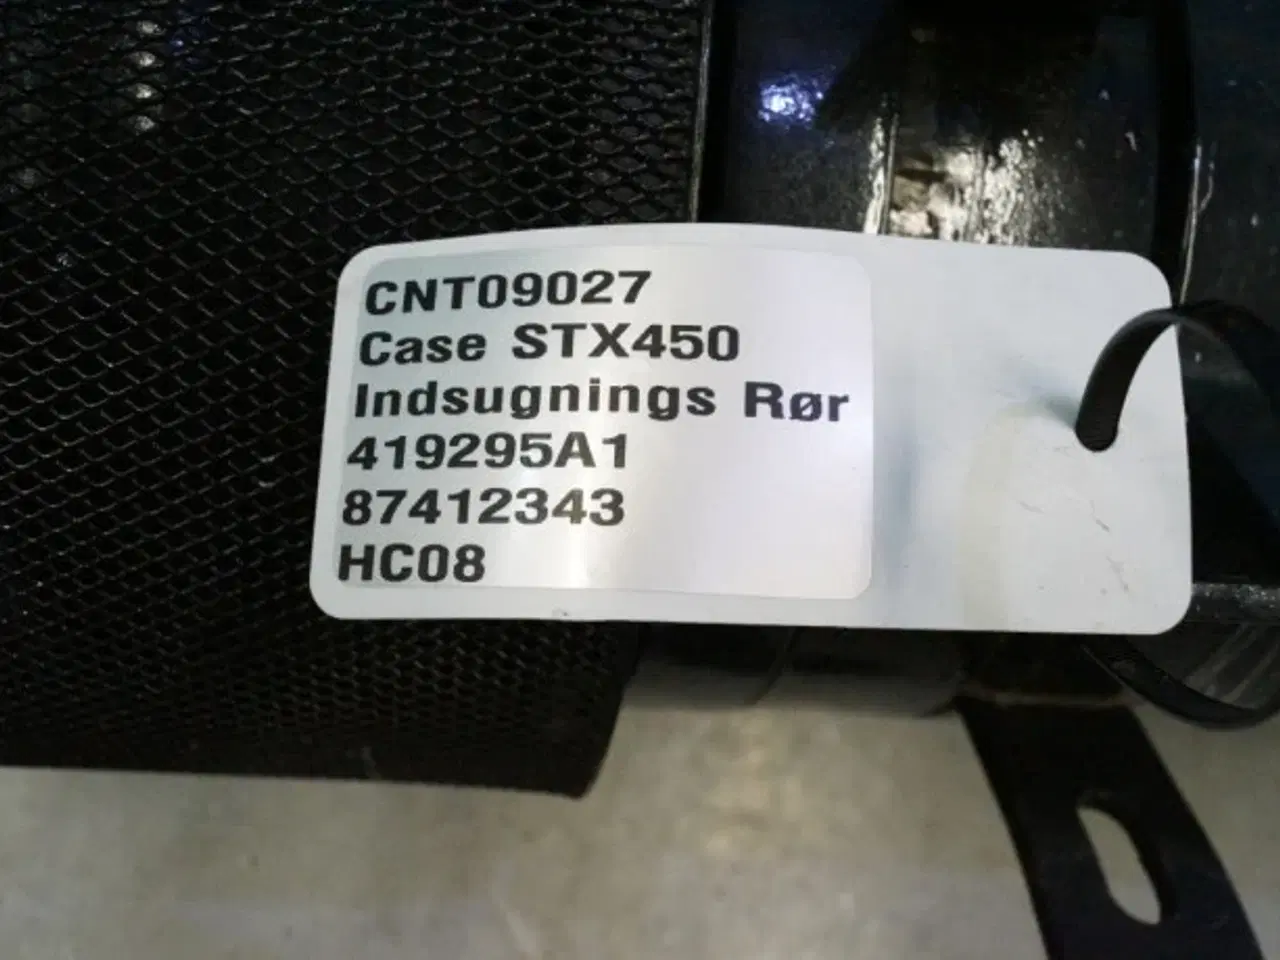 CNT09027
Case STX450
Indsugnings Rør
419295A1
87412343
HC08